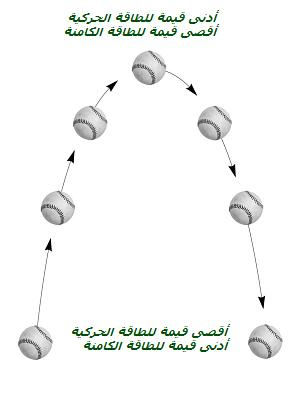 أدنى قيمة للطاقة الحركية
أقصى قيمة للطاقة الكامنة
أقصى قيمة للطاقة الحركية
أدنى قيمة للطاقة الكامنة